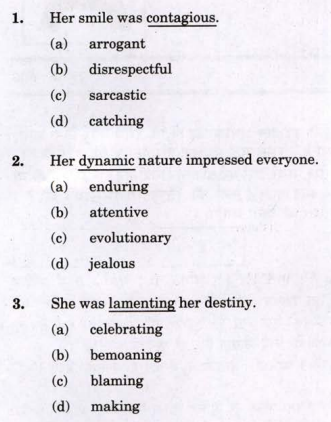 1. Her smile was contagious.
(a) arrogant
(b) disrespectful
(c) sarcastic
(d) catching
2. Her dynamic nature impressed everyone.
(a) enduring
(b) attentive
(c) evolutionary
(d) jealous
3. She was lamenting her destiny.
(a) celebrating
(b) bemoaning
(c) blaming
(d) making